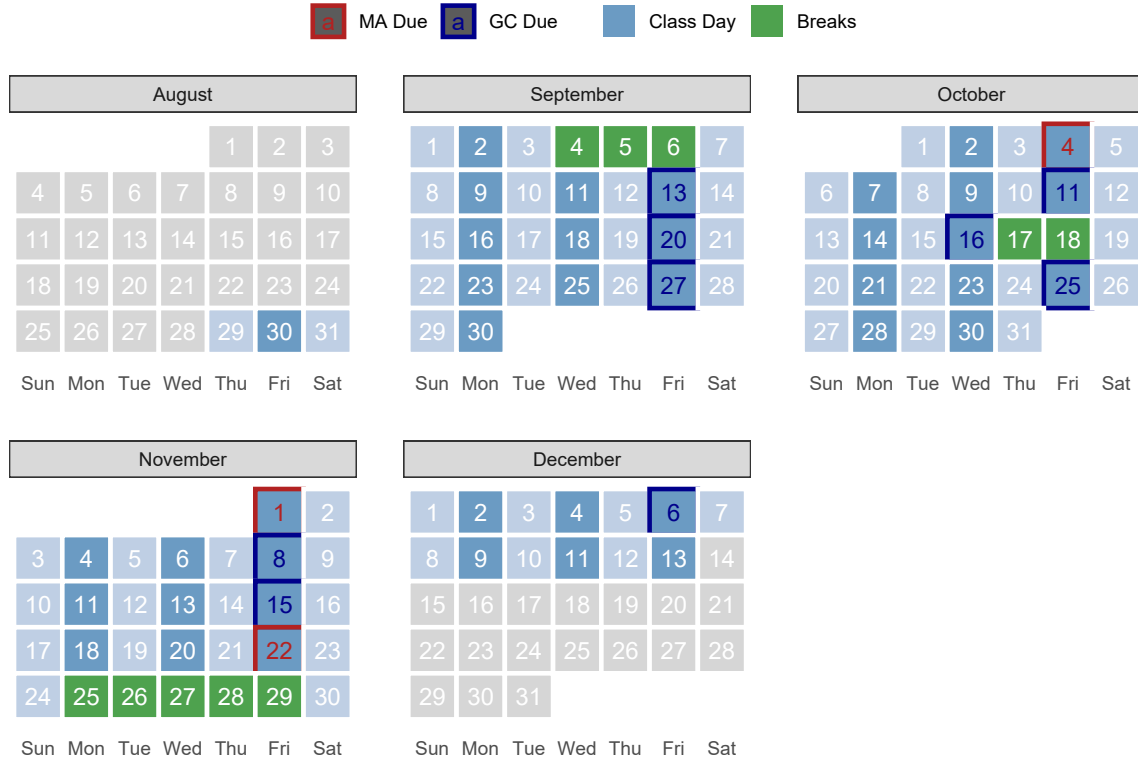 a MA Due a GC Due Class Day Breaks
August
1 2 3
4 5 6 7 8 9 10
11 12 13 14 15 16 17
18 19 20 21 22 23 24
25 26 27 28 29 30 31
Sun Mon Tue Wed Thu Fri Sat
September
1 2 3 4 5 6 7
8 9 10 11 12 13 14
15 16 17 18 19 20 21
22 23 24 25 26 27 28
29 30
Sun Mon Tue Wed Thu Fri Sat
October
1 2 3 4 5
6 7 8 9 10 11 12
13 14 15 16 17 18 19
20 21 22 23 24 25 26
27 28 29 30 31
Sun Mon Tue Wed Thu Fri Sat
November
1 2
3 4 5 6 7 8 9
10 11 12 13 14 15 16
17 18 19 20 21 22 23
24 25 26 27 28 29 30
Sun Mon Tue Wed Thu Fri Sat
December
1 2 3 4 5 6 7
8 9 10 11 12 13 14
15 16 17 18 19 20 21
22 23 24 25 26 27 28
29 30 31
Sun Mon Tue Wed Thu Fri Sat